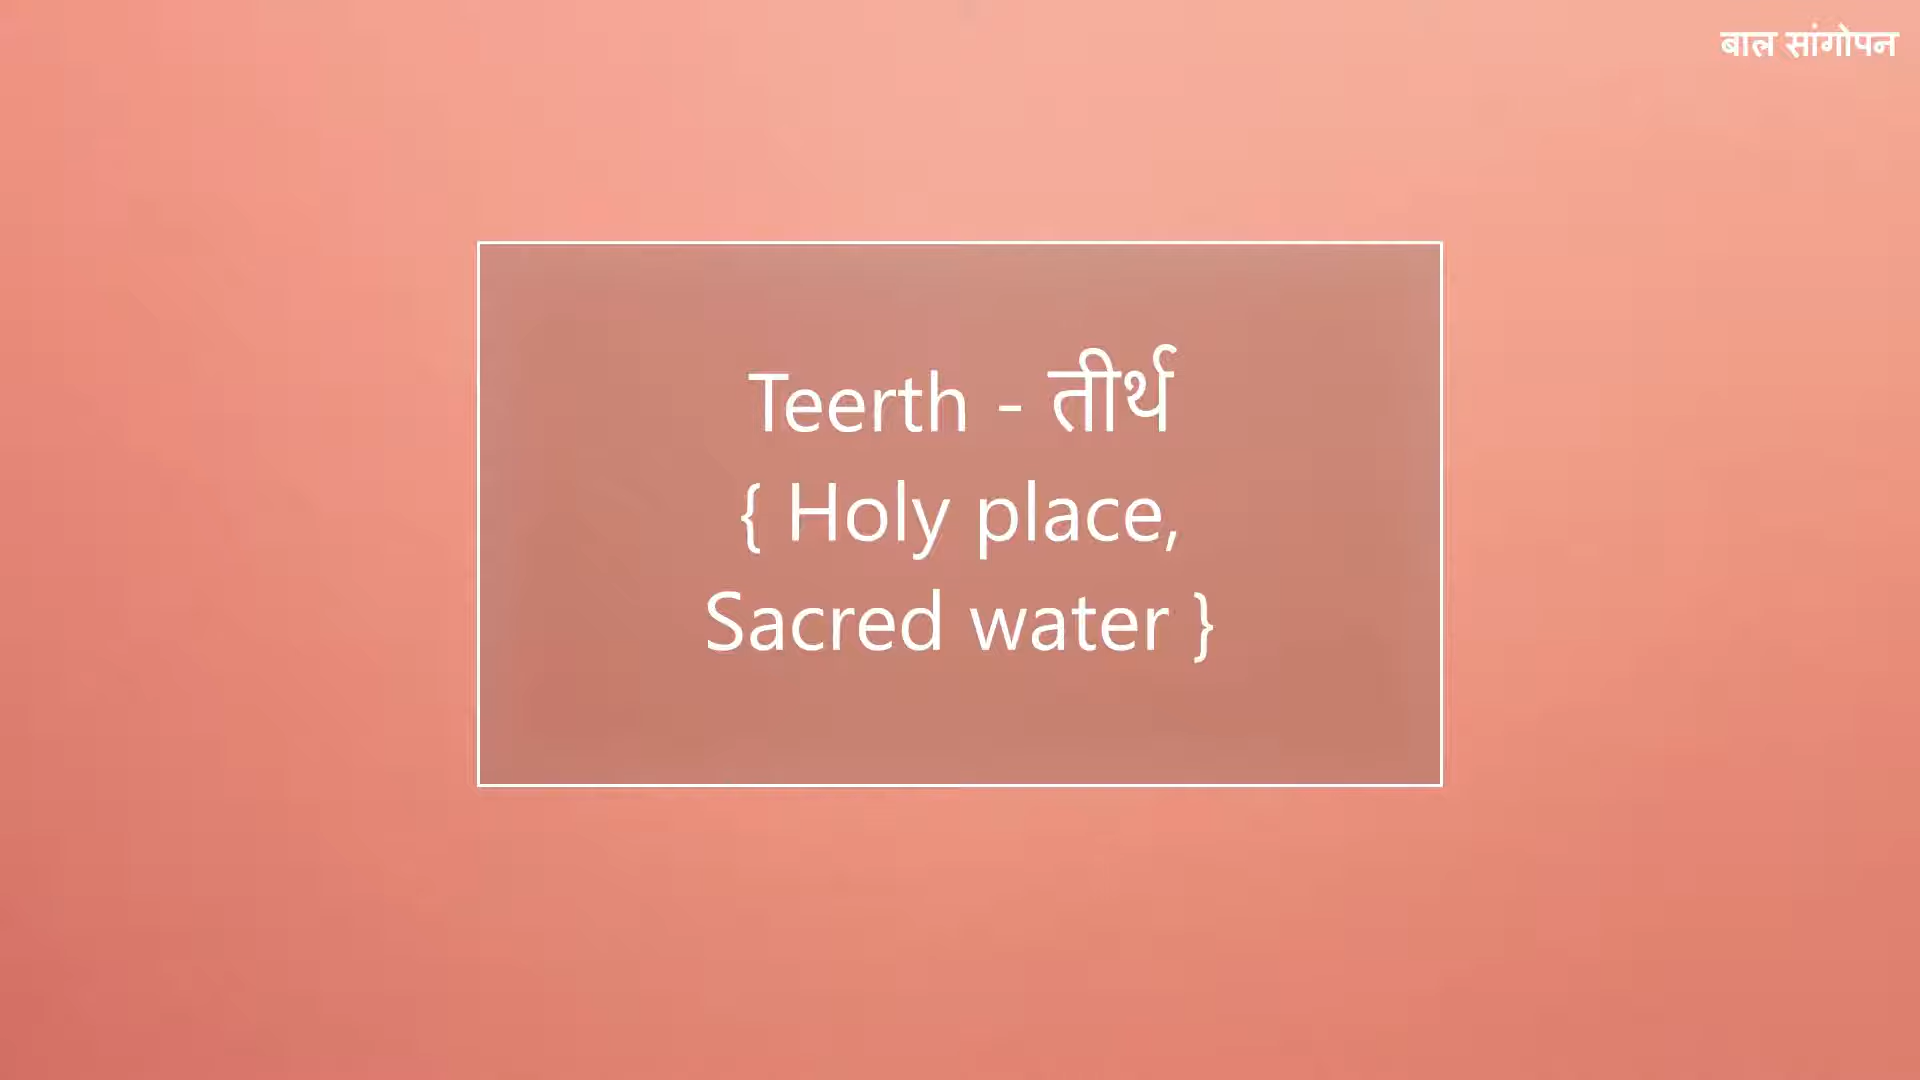 बाल सांगोपन
Teerth - तीर्थ
{ Holy place,
Sacred water }